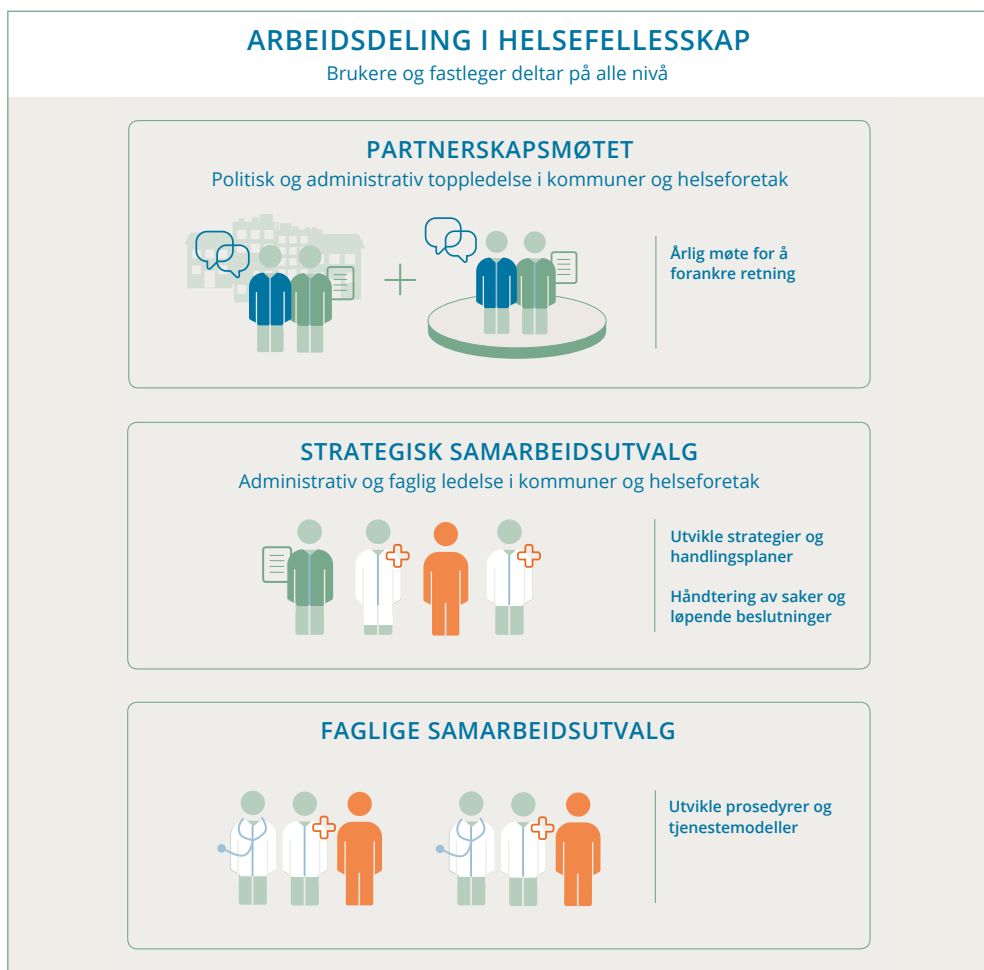 ARBEIDSDELING I HELSEFELLESSKAP
Brukere og fastleger deltar på alle nivå
PARTNERSKAPSMØTET
Politisk og administrativ toppledelse i kommuner og helseforetak
Årlig møte for å
forankre retning
STRATEGISK SAMARBEIDSUTVALG
Administrativ og faglig ledelse i kommuner og helseforetak
Utvikle strategier og
handlingsplaner
Håndtering av saker og
løpende beslutninger
FAGLIGE SAMARBEIDSUTVALG
Utvikle prosedyrer og
tjenestemodeller